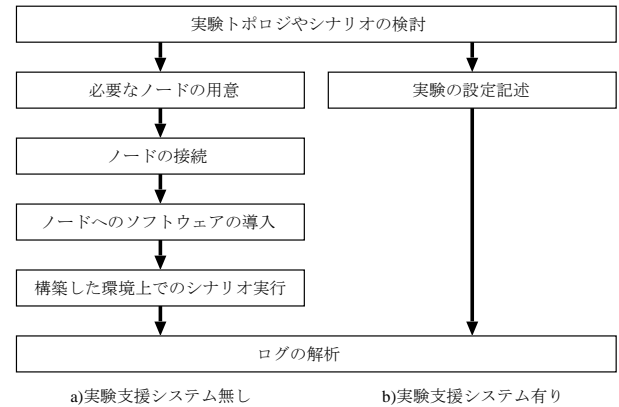 実験トポロジやシナリオの検討
必要なノードの用意
実験の設定記述
ノードの接続
ノードへのソフトウェアの導入
構築した環境上でのシナリオ実行
ログの解析
a)実験支援システム無し
b)実験支援システム有り